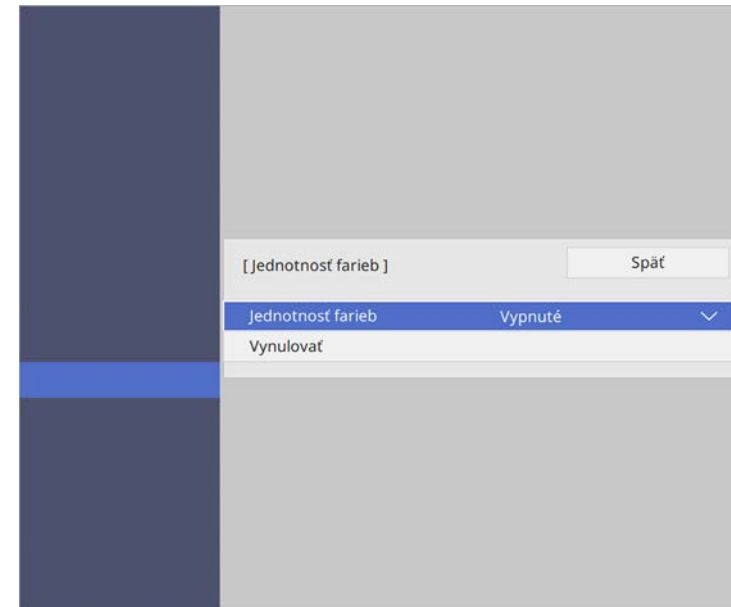 [ Jednotnosť farieb ] Späť
Jednotnosť farieb Vypnuté
Vynulovať